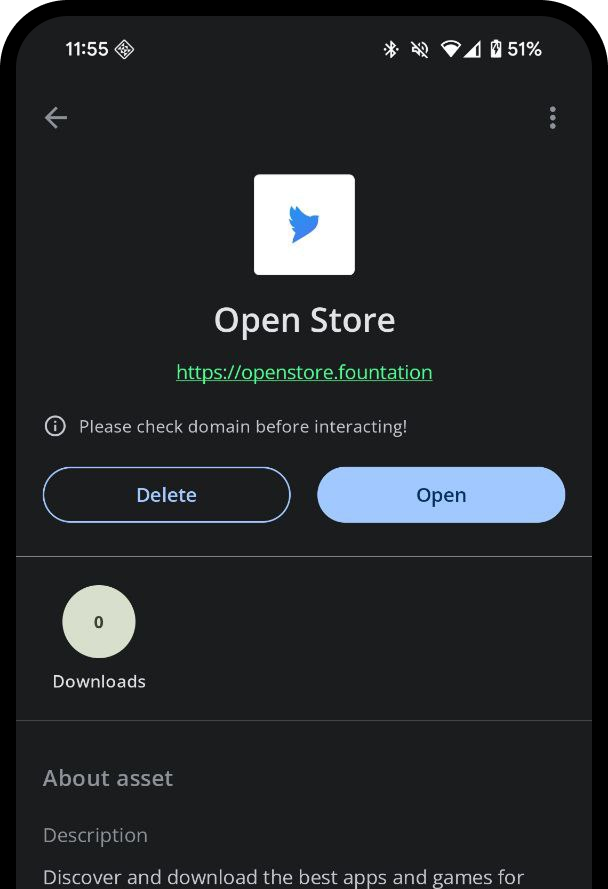 11:55 51%
Open Store
https://openstore.fountation
Please check domain before interacting!
Delete Open
0
Downloads
About asset
Description
Discover and download the best apps and games for